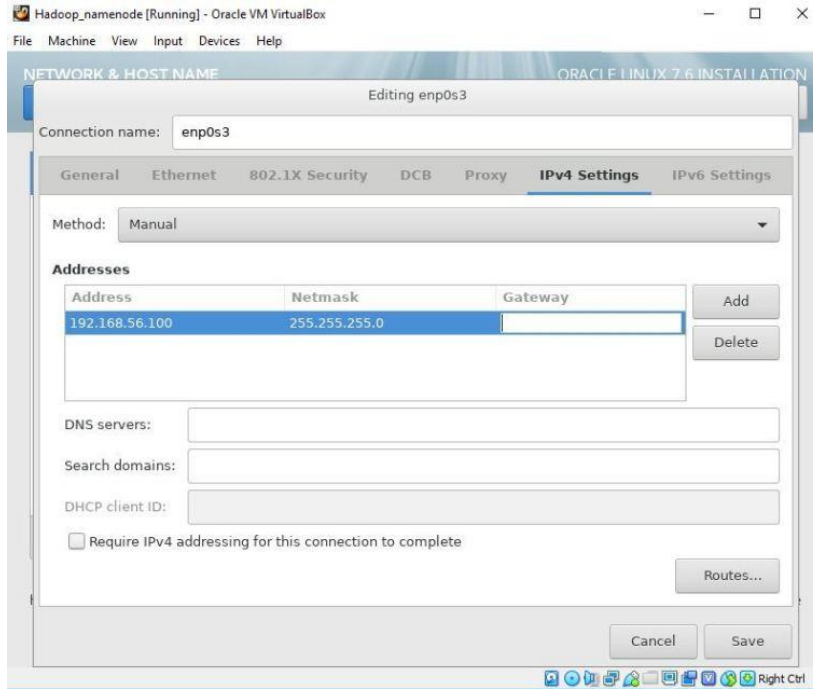 Hadoop_namenode [Running] - Oracle VM VirtualBox
File Machine View Input Devices Help
NETWORK & HOST NAME ORACLE LINUX 7.6 INSTALLATION
Editing enp0s3
Connection name: enp0s3
General Ethernet 802.1X Security DCB Proxy IPv4 Settings IPv6 Settings
Method: Manual
Addresses
Address Netmask Gateway Add
192.168.56.100 255.255.255.0
Delete
DNS servers:
Search domains:
DHCP client ID:
Require IPv4 addressing for this connection to complete
Routes...
Cancel Save
Right Ctrl